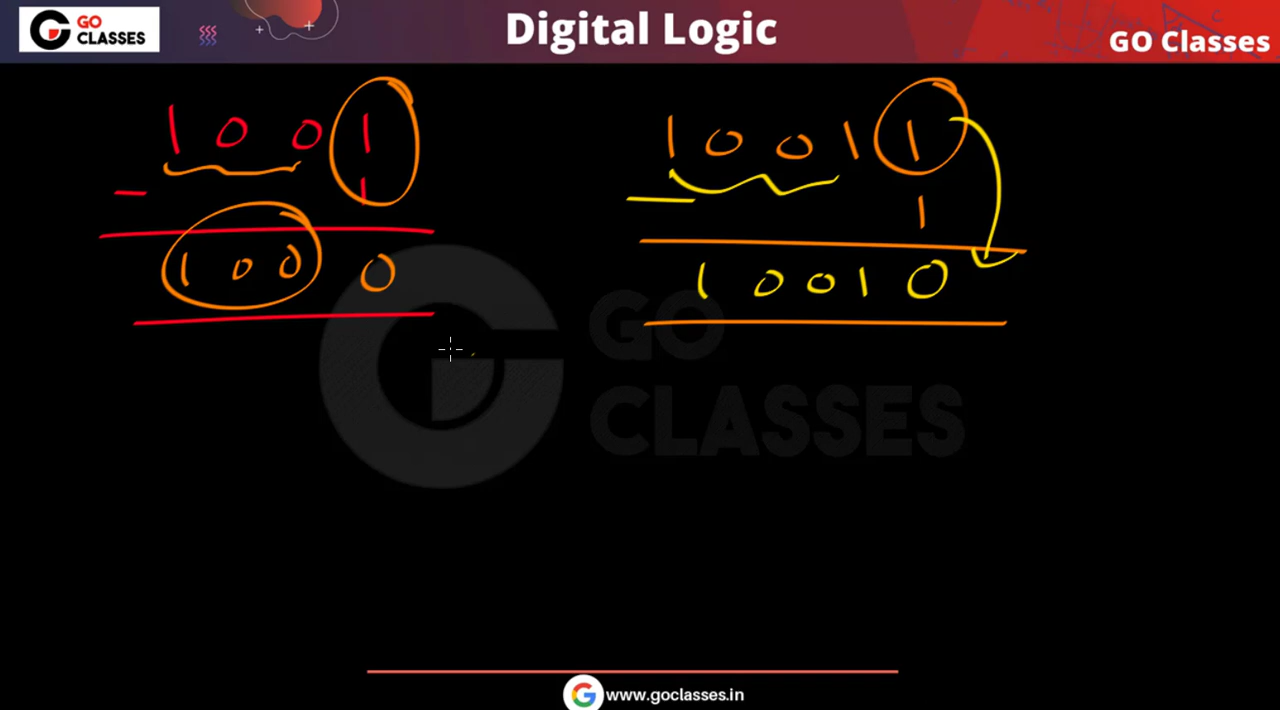 GO
CLASSES
Digital Logic
GO Classes
1 0 0 1
- 1
1 0 0 0
1 0 0 1 1
- 1
1 0 0 1 0
GO
CLASSES
www.goclasses.in